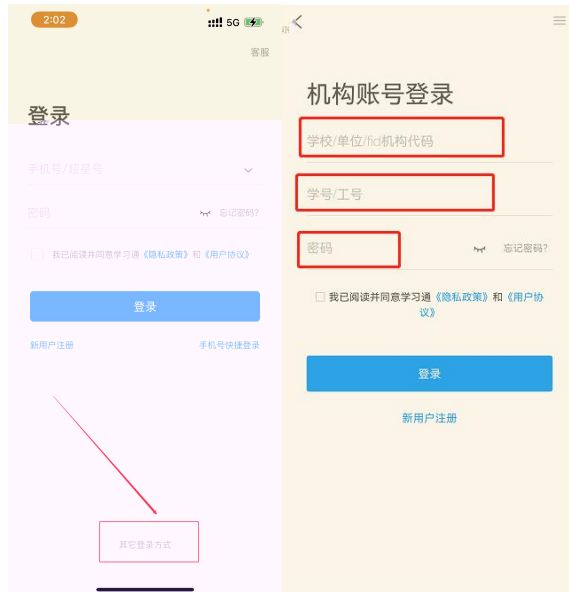 2:02
5G
客服
登录
手机号/超星号
密码
忘记密码?
我已阅读并同意学习通《隐私政策》和《用户协议》
登录
新用户注册
手机号快捷登录
其它登录方式
机构账号登录
学校/单位/fid机构代码
学号/工号
密码
忘记密码?
我已阅读并同意学习通《隐私政策》和《用户协
议》
登录
新用户注册